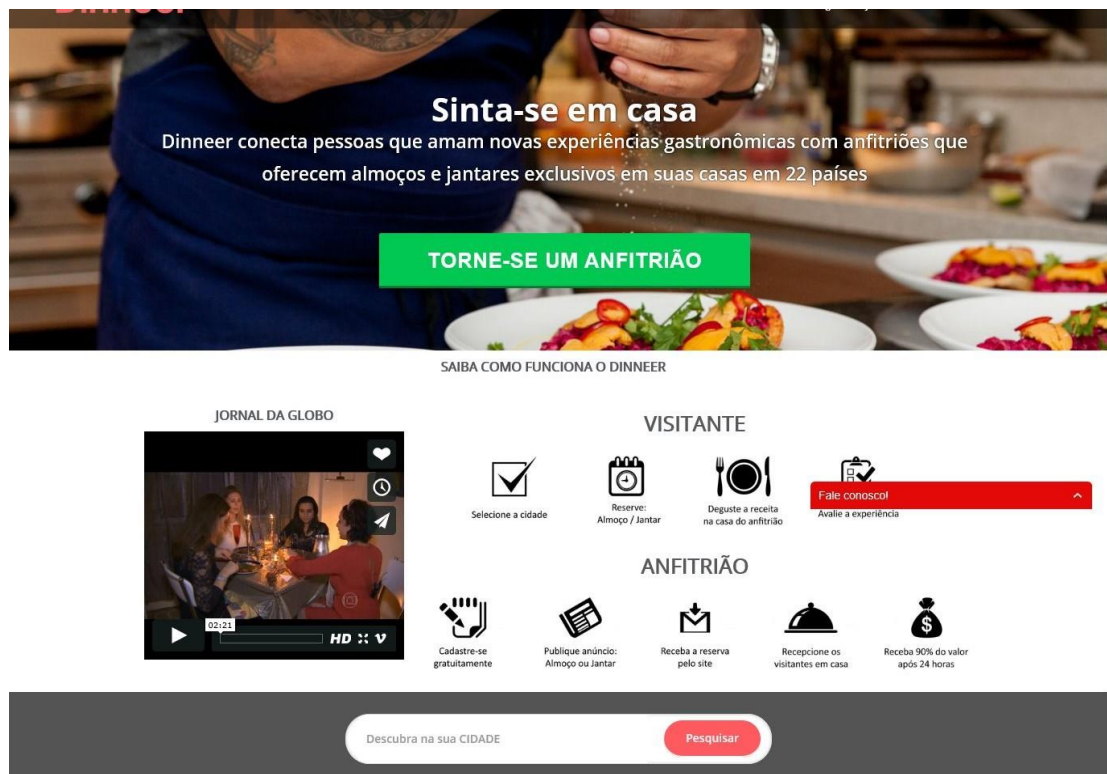 Sinta-se em casa
Dinneer conecta pessoas que amam novas experiências gastronômicas com anfitriões que
oferecem almoços e jantares exclusivos em suas casas em 22 países
TORNE-SE UM ANFITRIÃO
SAIBA COMO FUNCIONA O DINNEER
JORNAL DA GLOBO
02:21
HD
VISITANTE
Selecione a cidade
Reserve:
Almoço / Jantar
Deguste a receita
na casa do anfitrião
Fale conosco!
Avalie a experiência
ANFITRIÃO
Cadastre-se
gratuitamente
Publique anúncio:
Almoço ou Jantar
Receba a reserva
pelo site
Recepcione os
visitantes em casa
$
Receba 90% do valor
após 24 horas
Descubra na sua CIDADE
Pesquisar